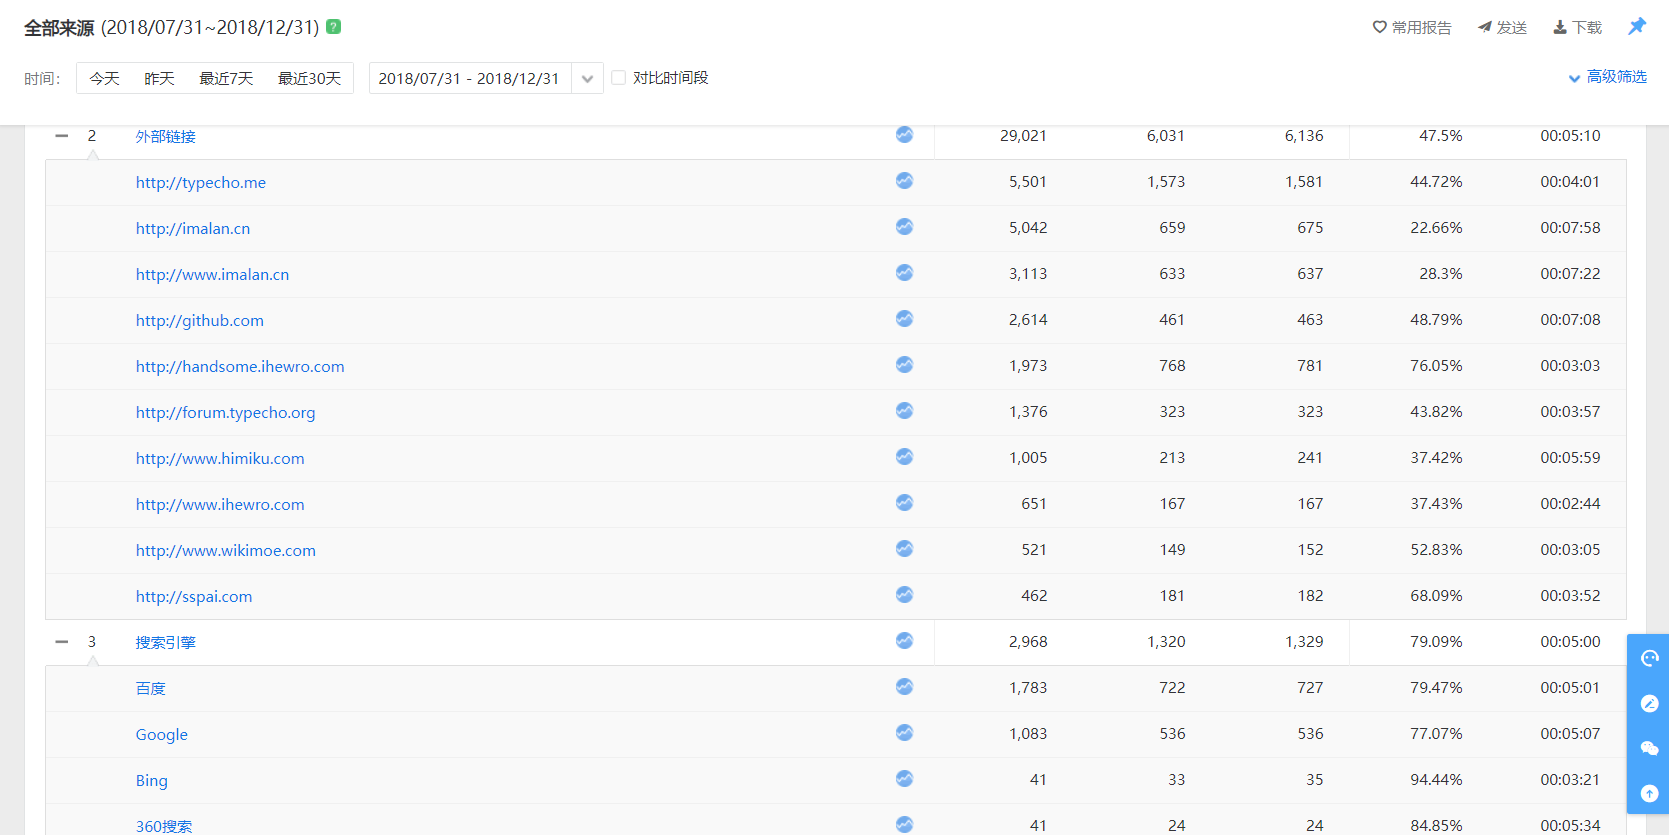 全部来源 (2018/07/31~2018/12/31) ?
常用报告 发送 下载
时间: 今天 昨天 最近7天 最近30天 2018/07/31 - 2018/12/31 对比时间段 高级筛选
2 外部链接 29,021 6,031 6,136 47.5% 00:05:10
http://typecho.me 5,501 1,573 1,581 44.72% 00:04:01
http://imalan.cn 5,042 659 675 22.66% 00:07:58
http://www.imalan.cn 3,113 633 637 28.3% 00:07:22
http://github.com 2,614 461 463 48.79% 00:07:08
http://handsome.ihewro.com 1,973 768 781 76.05% 00:03:03
http://forum.typecho.org 1,376 323 323 43.82% 00:03:57
http://www.himiku.com 1,005 213 241 37.42% 00:05:59
http://www.ihewro.com 651 167 167 37.43% 00:02:44
http://www.wikimoe.com 521 149 152 52.83% 00:03:05
http://sspai.com 462 181 182 68.09% 00:03:52
3 搜索引擎 2,968 1,320 1,329 79.09% 00:05:00
百度 1,783 722 727 79.47% 00:05:01
Google 1,083 536 536 77.07% 00:05:07
Bing 41 33 35 94.44% 00:03:21
360搜索 41 24 24 84.85% 00:05:34